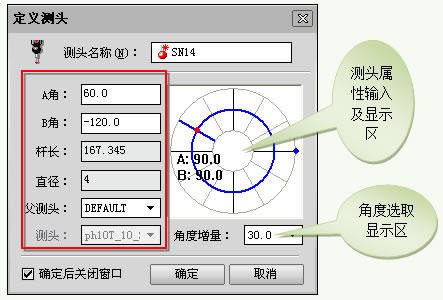 定义测头
测头名称(N)：
SN14
A角：
60.0
B角：
-120.0
杆长：
167.345
直径：
4
父测头：
DEFAULT
测头：
ph10T_10_
A: 90.0
B: 90.0
角度增量：
30.0
确定后关闭窗口
确定
取消
测头属
性输入
及显示
区
角度选取
显示区